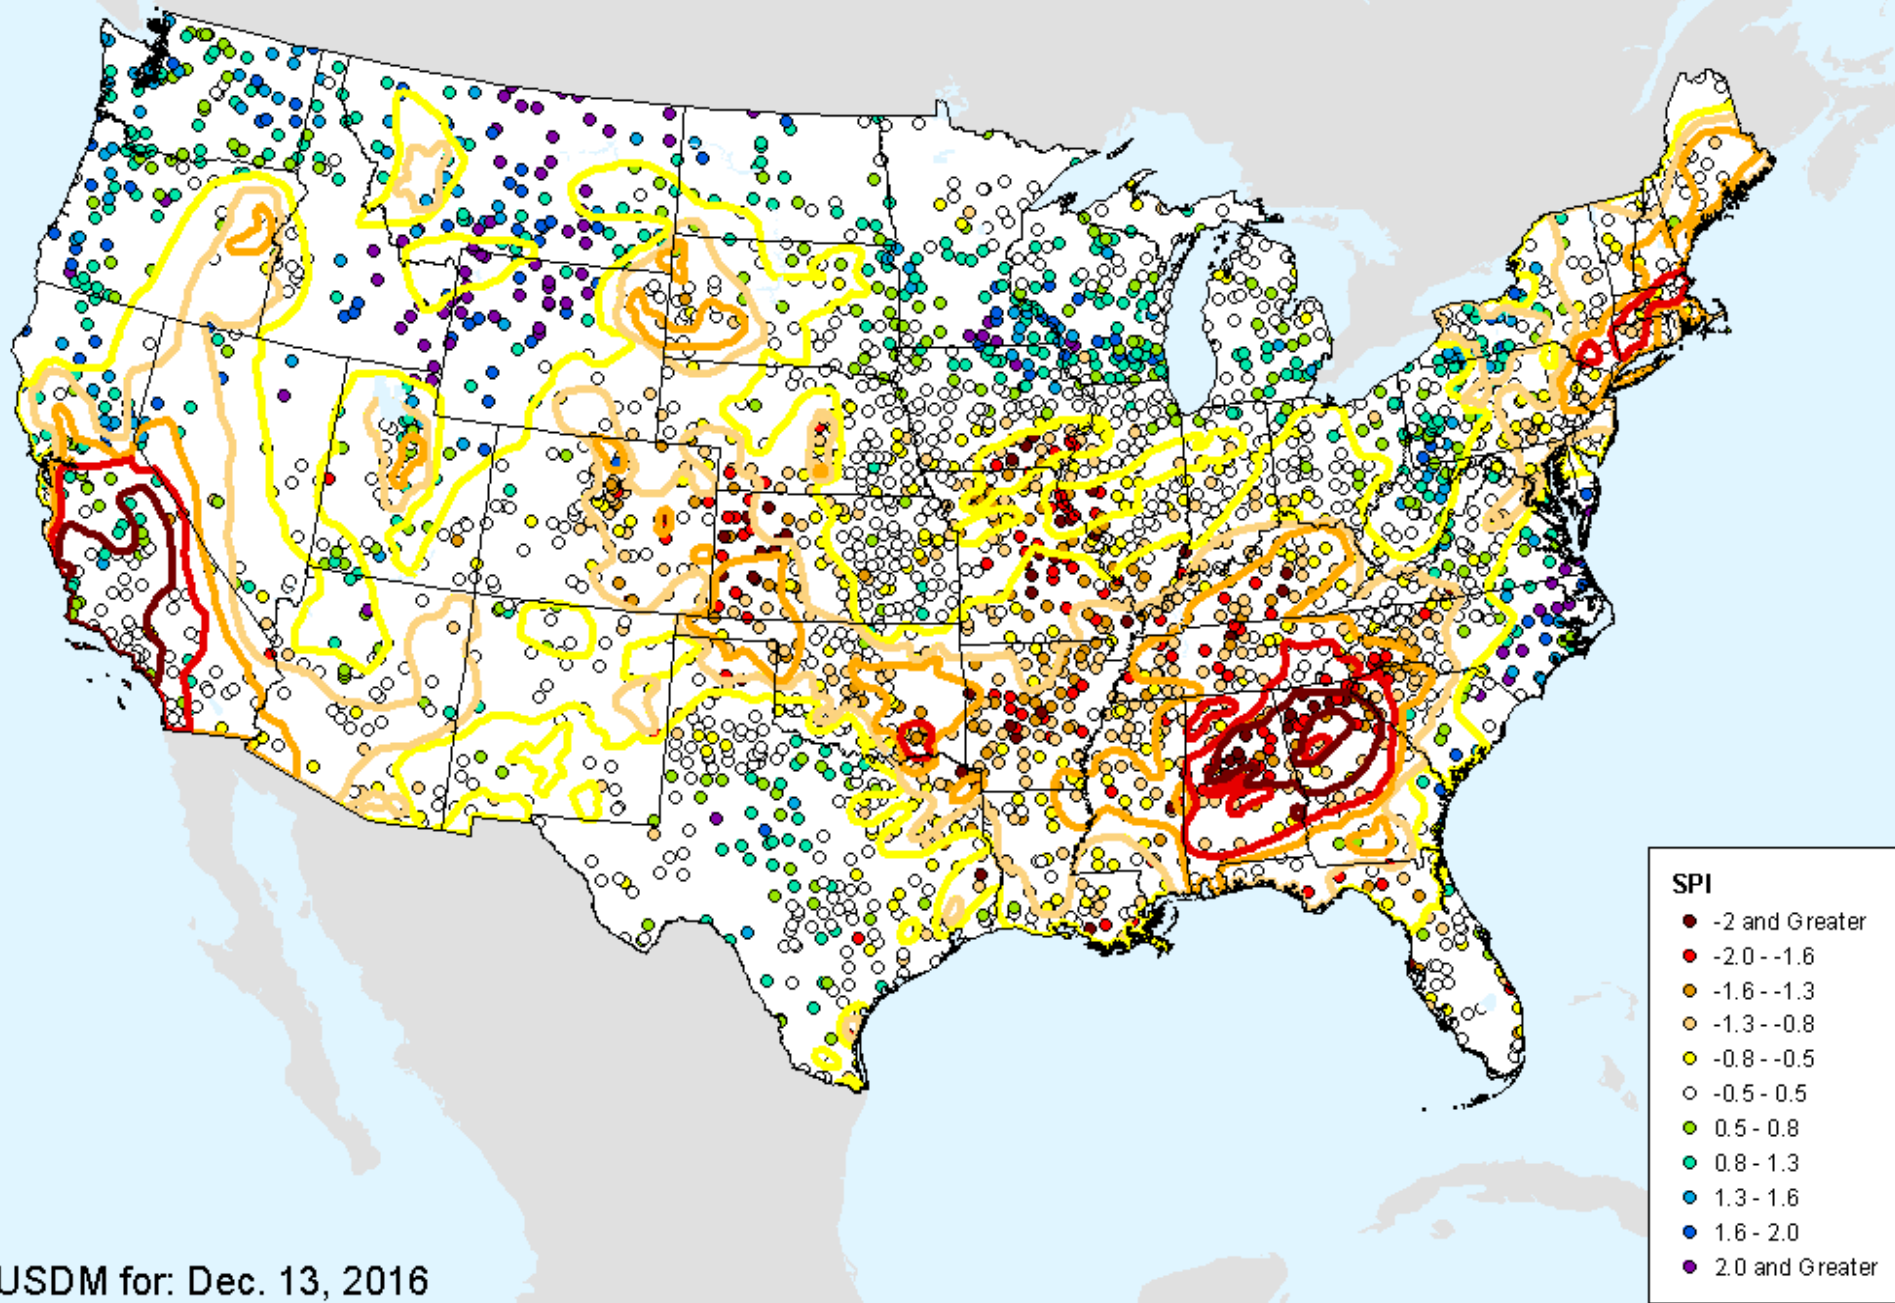 SPI
-2 and Greater
-2.0 - -1.6
-1.6 - -1.3
-1.3 - -0.8
-0.8 - -0.5
-0.5 - 0.5
0.5 - 0.8
0.8 - 1.3
1.3 - 1.6
1.6 - 2.0
2.0 and Greater
USDM for: Dec. 13, 2016